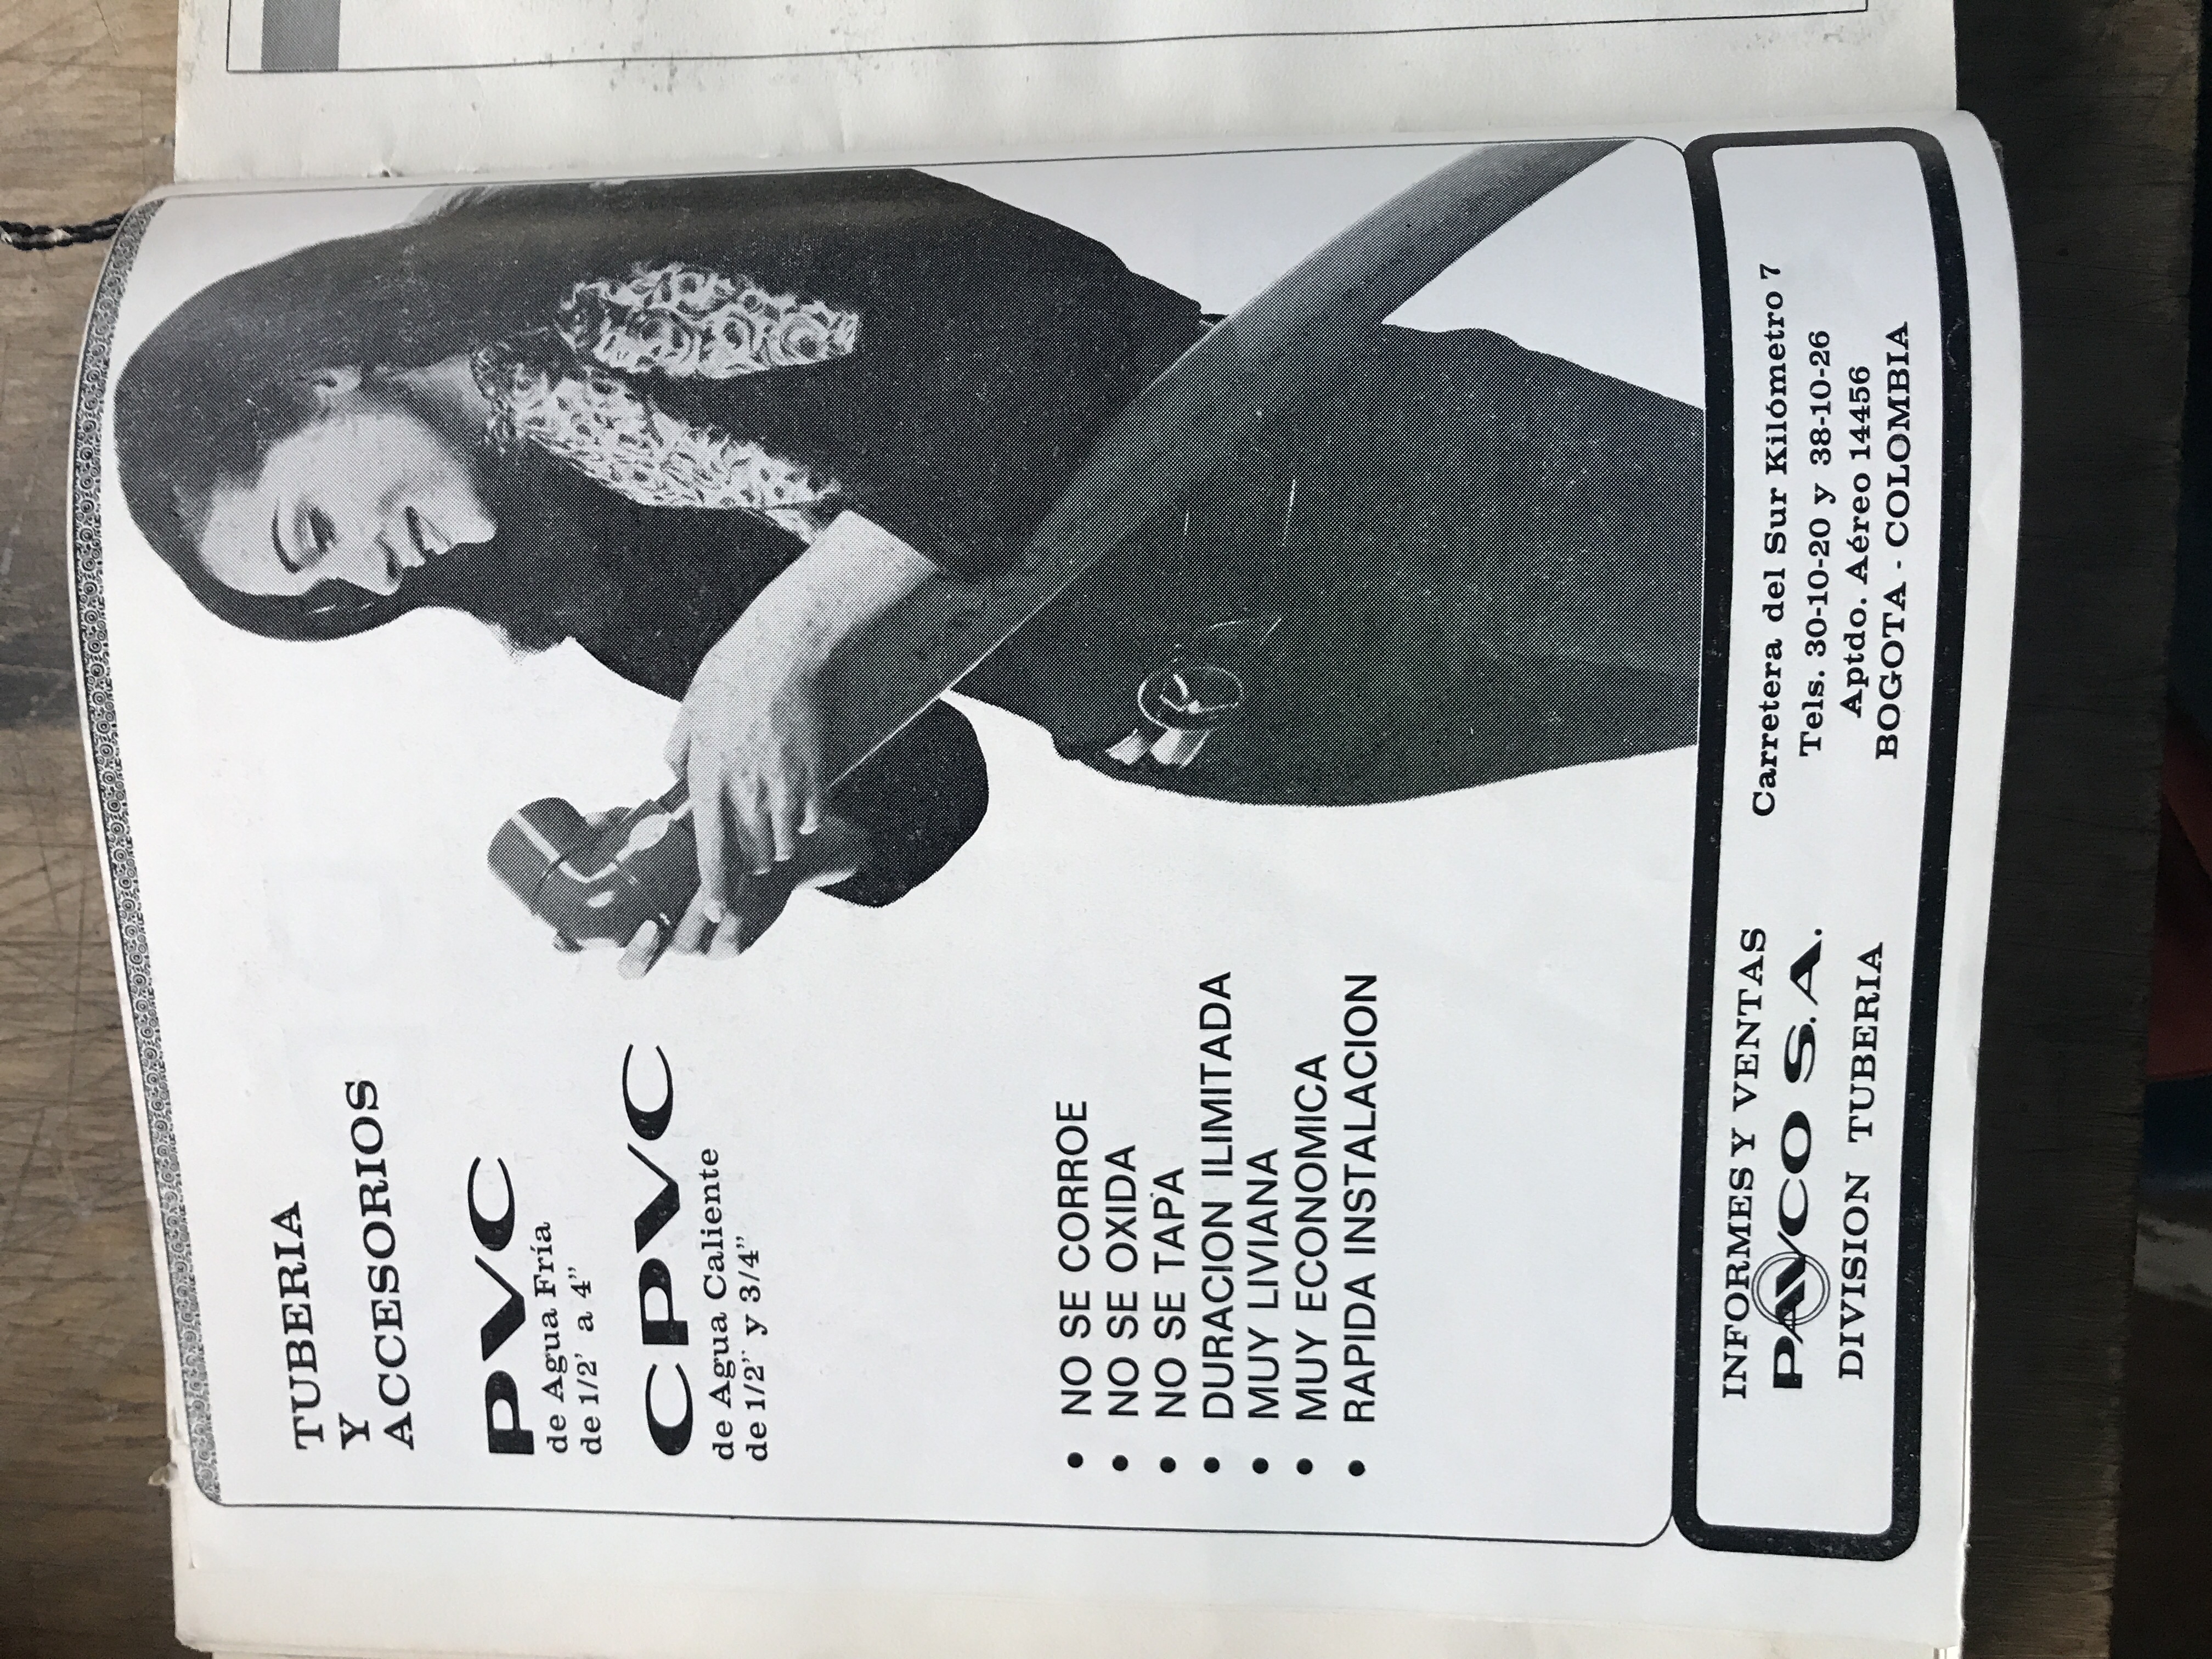 TUBERIA
Y
ACCESORIOS
PVC
de Agua Fría
de 1/2' a 4"
CPVC
de Agua Caliente
de 1/2" y 3/4"
• NO SE CORROE
• NO SE OXIDA
• NO SE TAPA
• DURACION ILIMITADA
• MUY LIVIANA
• MUY ECONOMICA
• RAPIDA INSTALACION
INFORMES Y VENTAS
PAVCO S.A.
DIVISION TUBERIA
Carretera del Sur Kilómetro 7
Tels. 30-10-20 y 38-10-26
Aptdo. Aéreo 14456
BOGOTA - COLOMBIA